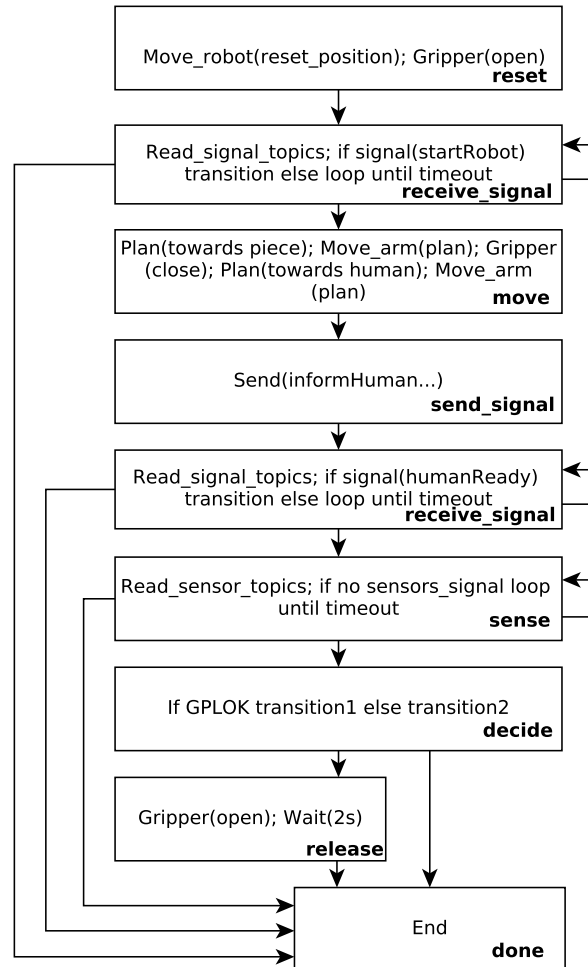 Move_robot(reset_position); Gripper(open)
reset
Read_signal_topics; if signal(startRobot)
transition else loop until timeout
receive_signal
Plan(towards piece); Move_arm(plan); Gripper
(close); Plan(towards human); Move_arm
(plan)
move
Send(informHuman...)
send_signal
Read_signal_topics; if signal(humanReady)
transition else loop until timeout
receive_signal
Read_sensor_topics; if no sensors_signal loop
until timeout
sense
If GPLOK transition1 else transition2
decide
Gripper(open); Wait(2s)
release
End
done